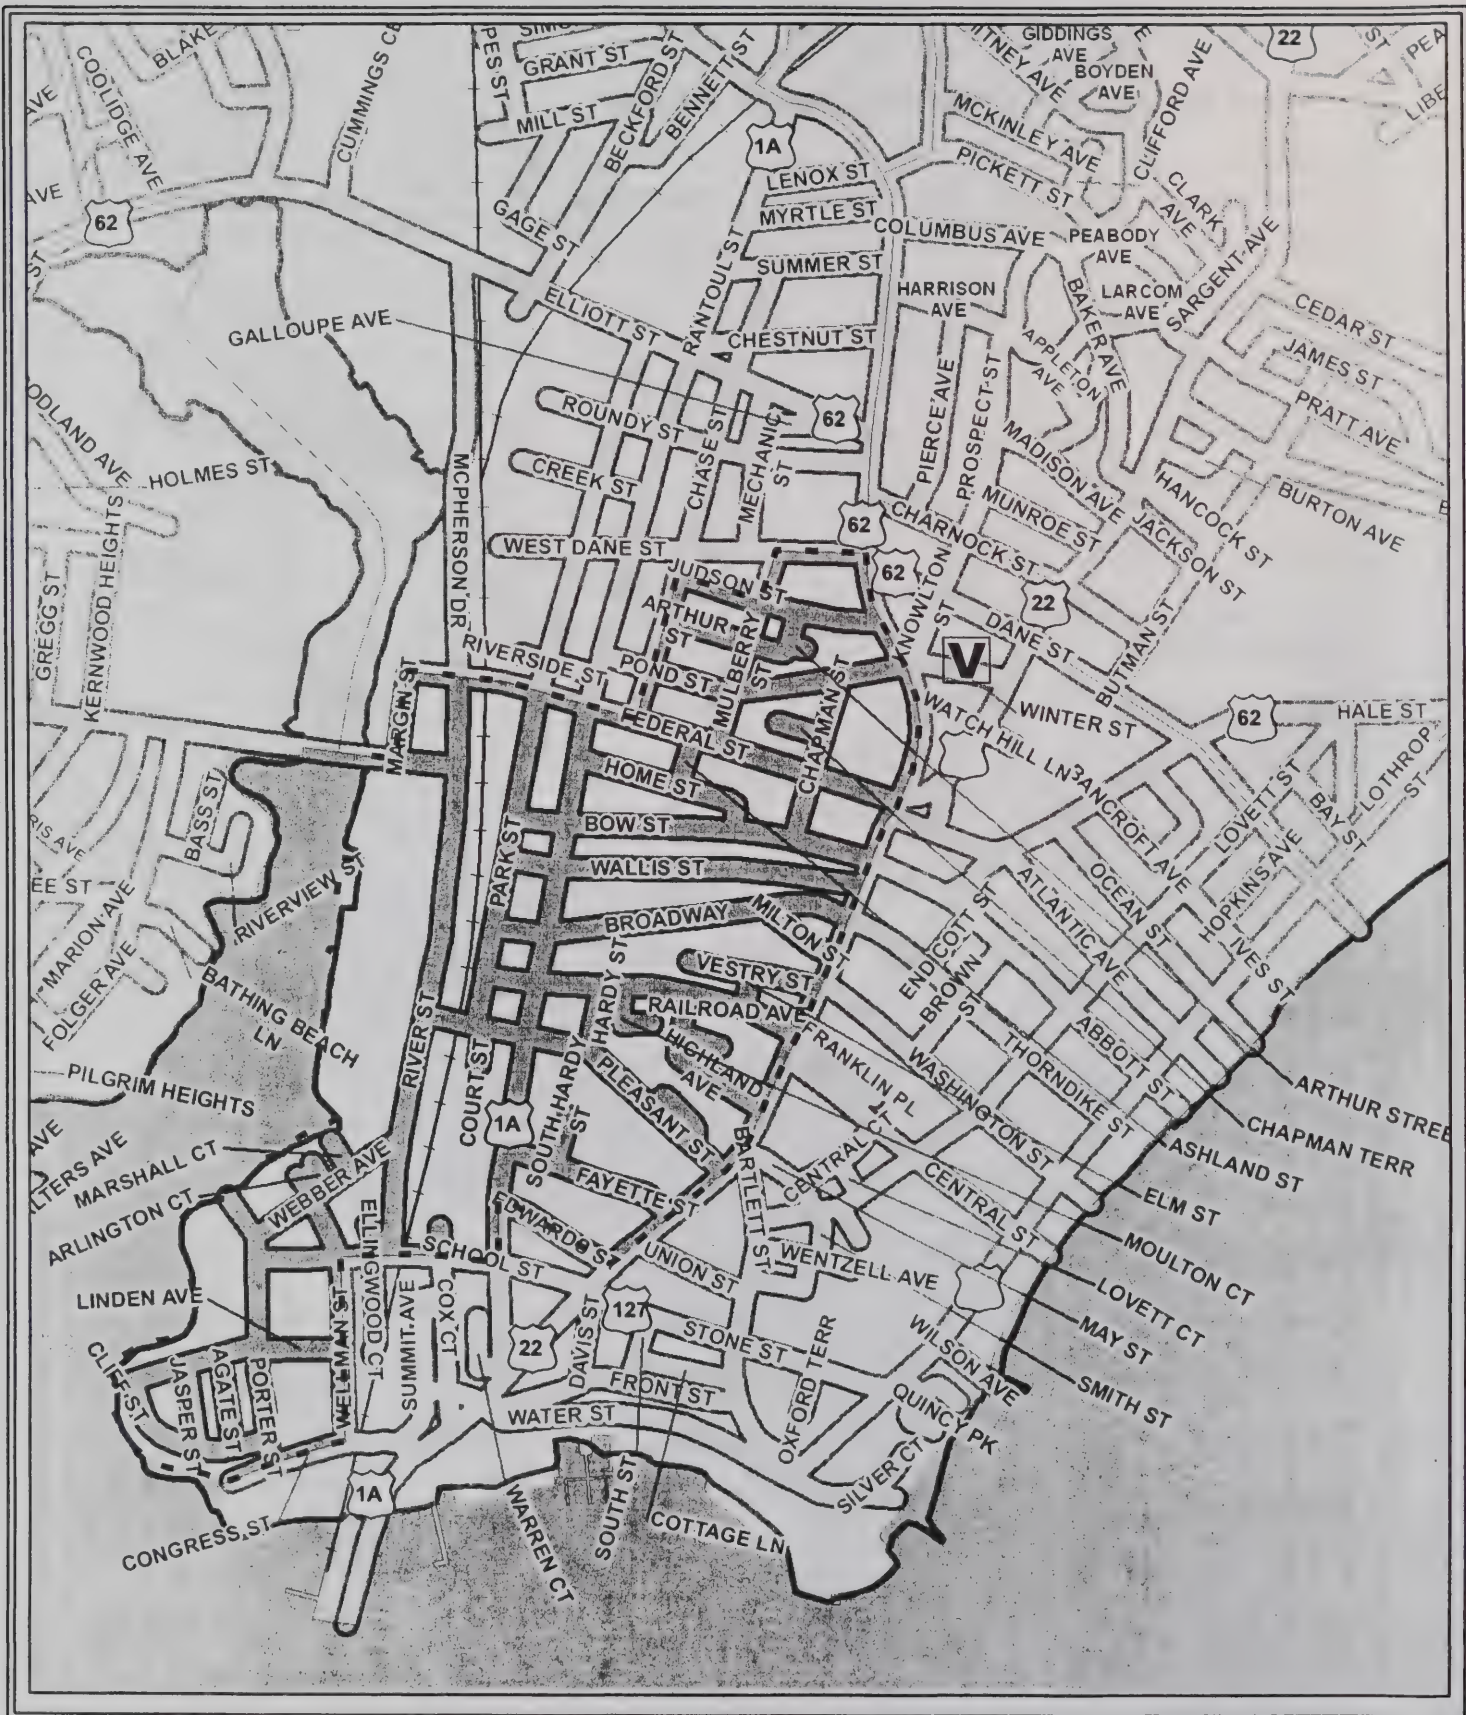 BLAKE
COOLIDGE AVE
CUMMINGS
GRANT ST
MILL ST
BECKFORD ST
BENNETT ST
1A
GIDDINGS
AVE
BOYDEN
AVE
CLIFFORD AVE
22
ST
PEA
LIBE
AVE
MCKINLEY AVE
PICKETT ST
CLARK
AVE
LENOX ST
MYRTLE ST
COLUMBUS AVE
PEABODY
AVE
SARGENT AVE
AVE
62
GAGE ST
RANTOUL ST
SUMMER ST
HARRISON
AVE
BAKER AVE
LARCOM
AVE
CEDAR ST
ST
ELLIOTT ST
GALLOUPE AVE
CHESTNUT ST
APPLETON
AVE
JAMES ST
PRATT AVE
ROUNDY ST
62
PIERCE AVE
PROSPECT ST
ODLAND AVE
HOLMES ST
CREEK ST
CHASE ST
MECHANIC
ST
MADISON AVE
MUNROE ST
HANCOCK ST
BURTON AVE
JACKSON ST
KERNWOOD HEIGHTS
GREGG ST
MCPHERSON DR
WEST DANE ST
62
CHARNOCK ST
JUDSON ST
62
22
KNOWLTON
ST
DANE ST
BUTMAN ST
ARTHUR
ST
V
RIVERSIDE ST
POND ST
MULBERRY
ST
CHAPMAN ST
MARGIN ST
FEDERAL ST
WATCH HILL LN
WINTER ST
62
HALE ST
LOTHROP
ST
BANCROFT AVE
LOVETT ST
BAY ST
BASS ST
HOME ST
BOW ST
RIS AVE
EE ST
MARION AVE
FOLGER AVE
RIVERVIEW ST
PARK ST
WALLIS ST
BROADWAY
MILTON ST
VESTRY ST
ENDICOTT ST
BROWN
ST
ATLANTIC AVE
OCEAN ST
HOPKINS AVE
IVES ST
BATHING BEACH
LN
RIVER ST
HARDY ST
RAILROAD AVE
HIGHLAND
AVE
FRANKLIN PL
WASHINGTON ST
THORNDIKE ST
ABBOTT ST
PILGRIM HEIGHTS
COURT ST
1A
SOUTH HARDY
ST
PLEASANT ST
ARTHUR STREE
CHAPMAN TERR
ASHLAND ST
ELM ST
MOULTON CT
LOVETT CT
MAY ST
SMITH ST
AVE
LTERS AVE
MARSHALL CT
ARLINGTON CT
WEBBER AVE
FAYETTE ST
BARTLETT ST
CENTRAL CT
CENTRAL ST
EDWARDS ST
SCHOOL ST
UNION ST
WENTZELL AVE
LINDEN AVE
ELLINGWOOD CT
WELLMAN ST
SUMMIT AVE
COX CT
22
127
DAVIS ST
STONE ST
WILSON AVE
CLIFF ST
JASPER ST
AGATE ST
PORTER ST
FRONT ST
WATER ST
OXFORD TERR
QUINCY PK
SILVER CT
1A
CONGRESS ST
WARREN CT
SOUTH ST
COTTAGE LN